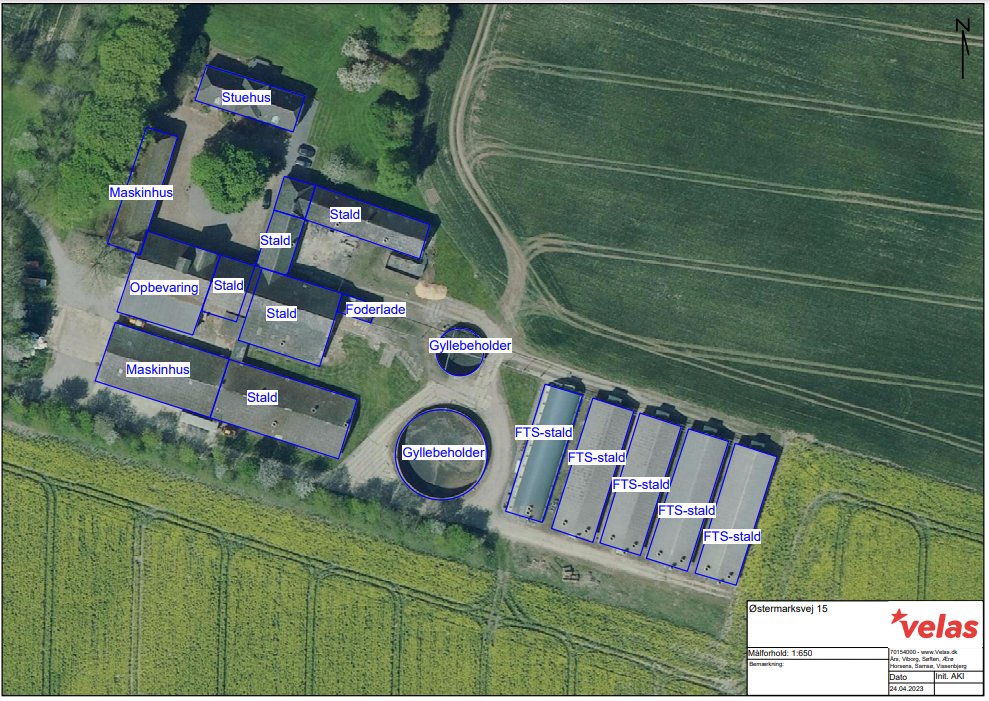 N
Stuehus
Maskinhus
Stald
Stald
Opbevaring
Stald
Stald
Foderlade
Gyllebeholder
Maskinhus
Stald
Gyllebeholder
FTS-stald
FTS-stald
FTS-stald
FTS-stald
FTS-stald
Østermarksvej 15
velas
Målforhold: 1:650
Bemærkning:
70154000 - www.Velas.dk
Års, Viborg, Søften, Ærø
Horsens, Samsø, Vissenbjerg
Dato
Init. AKI
24.04.2023